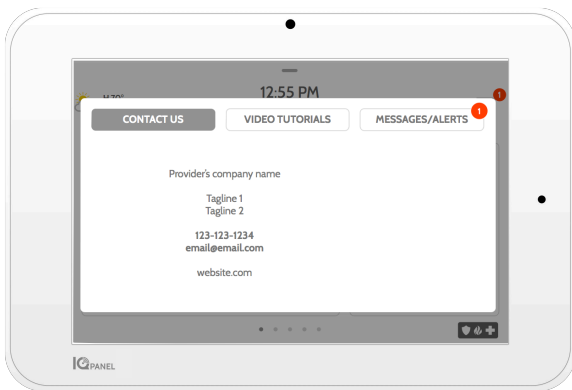 12:55 PM
1
CONTACT US
VIDEO TUTORIALS
MESSAGES/ALERTS
1
Provider's company name
Tagline 1
Tagline 2
123-123-1234
email@email.com
website.com
IQ PANEL